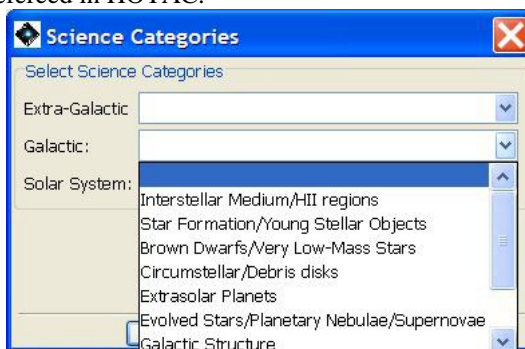 Science Categories
Select Science Categories
Extra-Galactic
Galactic:
Solar System:
Interstellar Medium/HII regions
Star Formation/Young Stellar Objects
Brown Dwarfs/Very Low-Mass Stars
Circumstellar/Debris disks
Extrasolar Planets
Evolved Stars/Planetary Nebulae/Supernovae
Galactic Structure